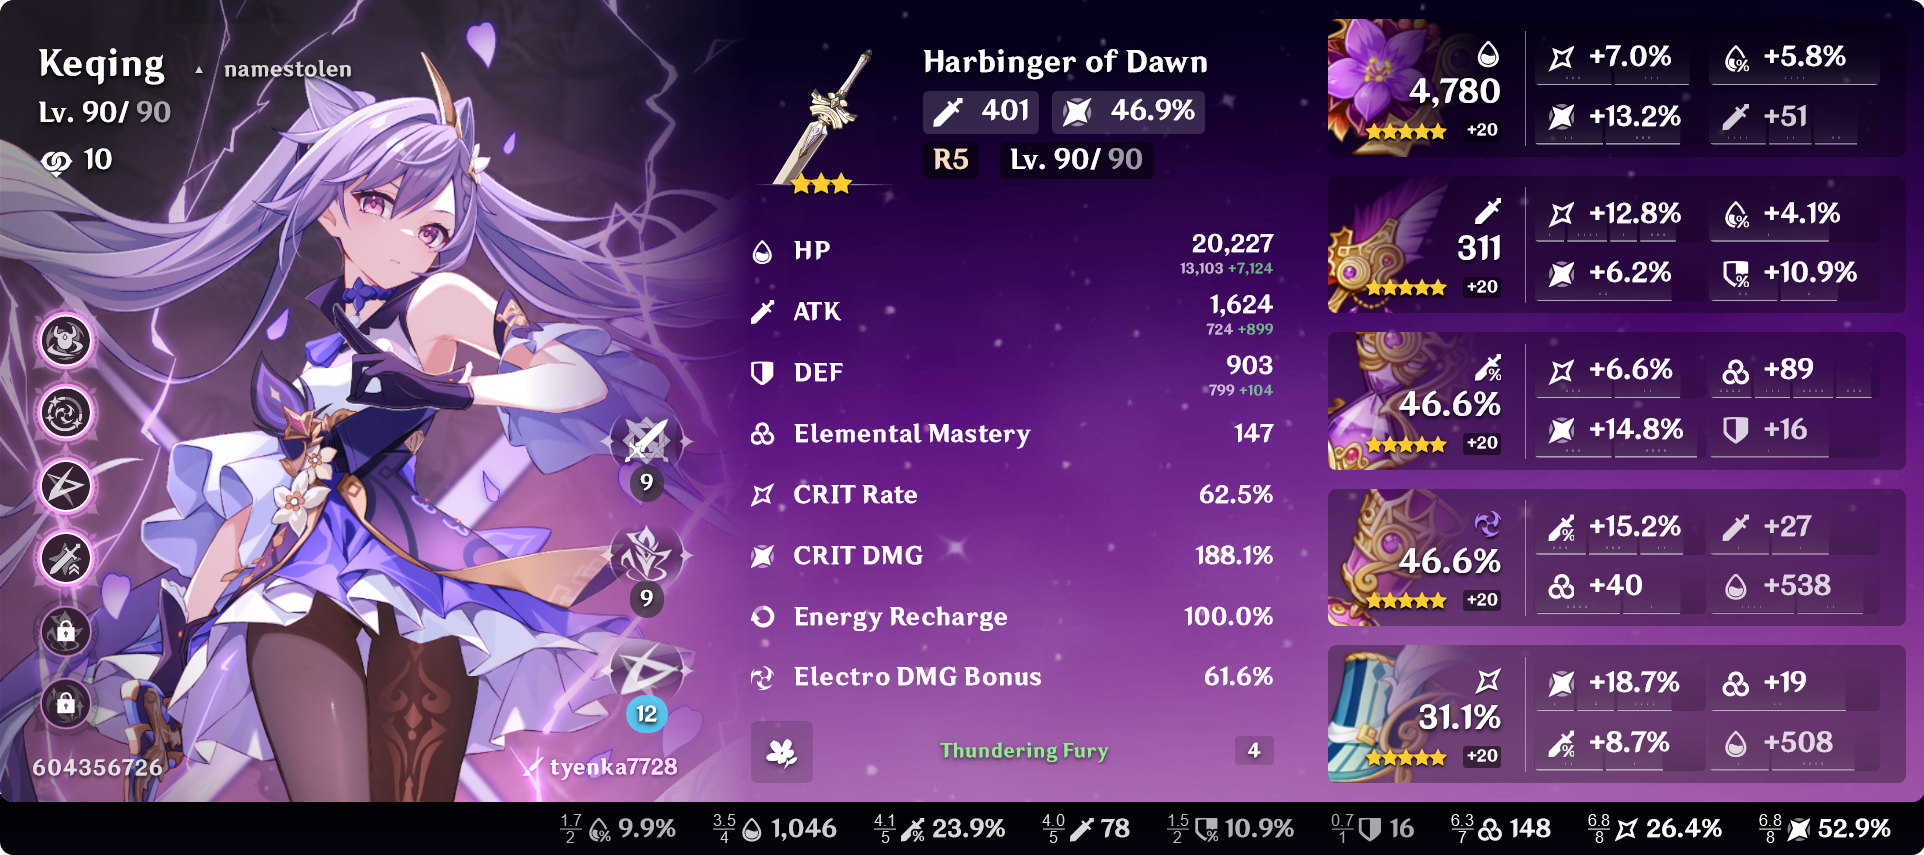 Keqing ▲ namestolen
Lv. 90/ 90
10
9
9
12
604356726
tyenka7728
Harbinger of Dawn
401 46.9%
R5 Lv. 90/ 90
HP 20,227
13,103 +7,124
ATK 1,624
724 +899
DEF 903
799 +104
Elemental Mastery 147
CRIT Rate 62.5%
CRIT DMG 188.1%
Energy Recharge 100.0%
Electro DMG Bonus 61.6%
Thundering Fury 4
4,780
+20
+7.0% +5.8%
+13.2% +51
311
+20
+12.8% +4.1%
+6.2% +10.9%
46.6%
+20
+6.6% +89
+14.8% +16
46.6%
+20
+15.2% +27
+40 +538
31.1%
+20
+18.7% +19
+8.7% +508
1.7/2 9.9% 3.5/4 1,046 4.1/5 23.9% 4.0/5 78 1.5/2 10.9% 0.7/1 16 6.3/7 148 6.8/8 26.4% 6.8/8 52.9%